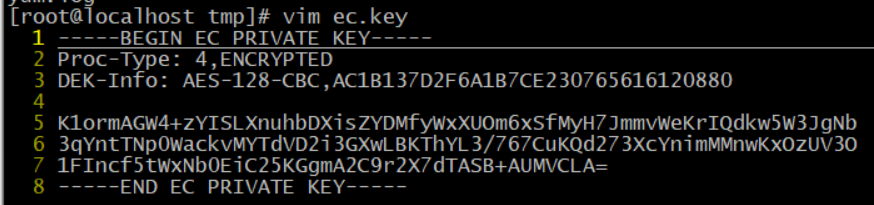 [root@localhost tmp]# vim ec.key
1 -----BEGIN EC PRIVATE KEY-----
2 Proc-Type: 4,ENCRYPTED
3 DEK-Info: AES-128-CBC,AC1B137D2F6A1B7CE230765616120880
4
5 K1ormAGW4+zYISLXnuhbDXisZYDMfyWxXUOm6xSfMyH7JmmvWeKrIQdkw5W3JgNb
6 3qYntTNp0WackvMYTdVD2i3GXwLBKThYL3/767CuKQd273XcYnimMMnwKxOzUV3O
7 1FIncf5tWxNb0EiC25KGgmA2C9r2X7dTASB+AUMVCLA=
8 -----END EC PRIVATE KEY-----